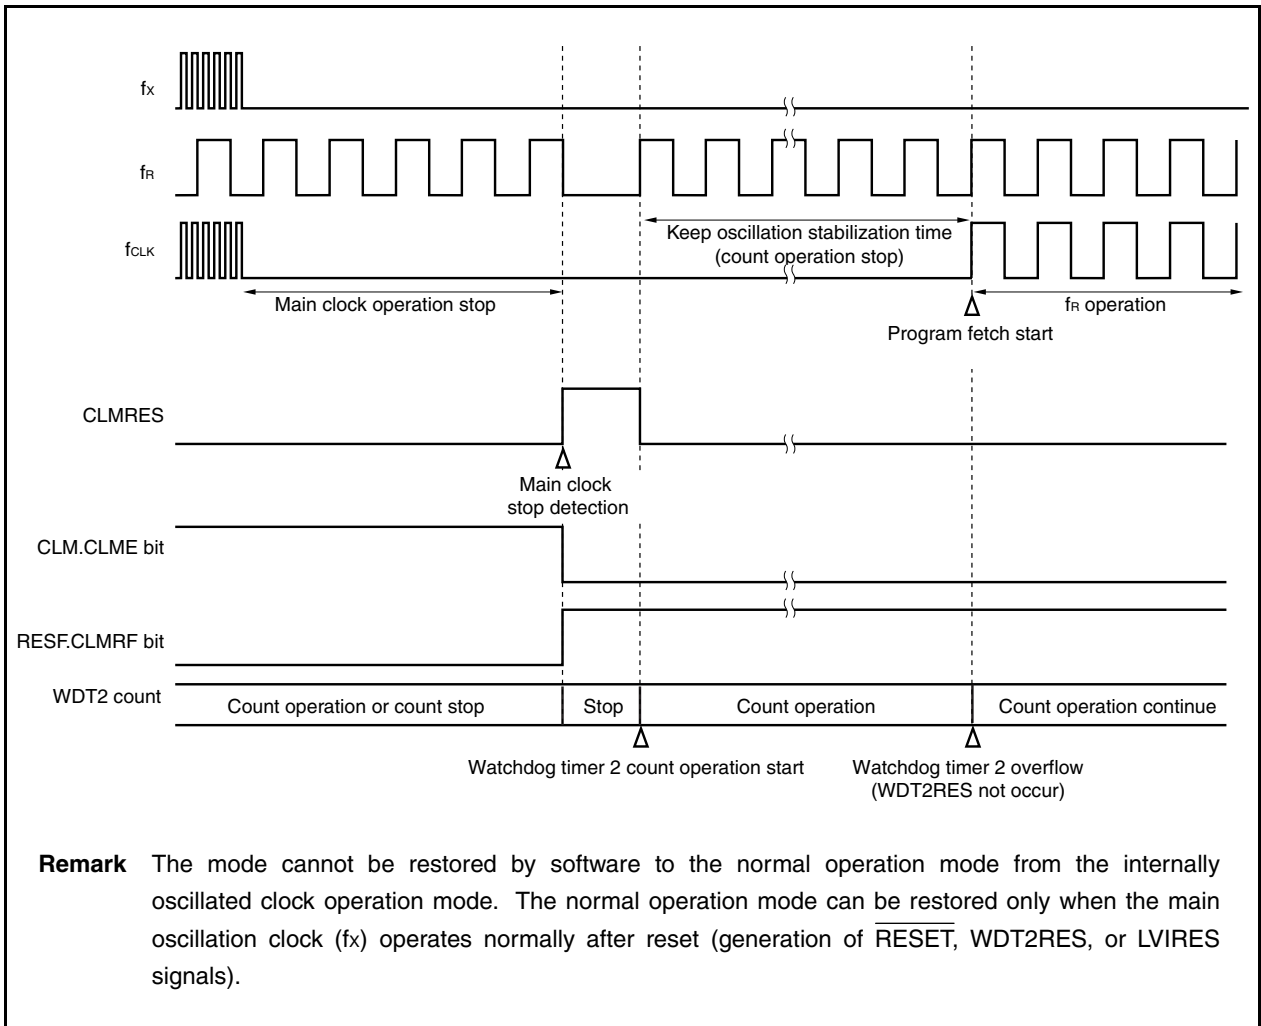 fX
fR
fCLK
Keep oscillation stabilization time
(count operation stop)
Main clock operation stop
fR operation
Program fetch start
CLMRES
Main clock
stop detection
CLM.CLME bit
RESF.CLMRF bit
WDT2 count
Count operation or count stop
Stop
Count operation
Count operation continue
Watchdog timer 2 count operation start
Watchdog timer 2 overflow
(WDT2RES not occur)
Remark The mode cannot be restored by software to the normal operation mode from the internally
oscillated clock operation mode. The normal operation mode can be restored only when the main
oscillation clock (fX) operates normally after reset (generation of RESET, WDT2RES, or LVIRES
signals).